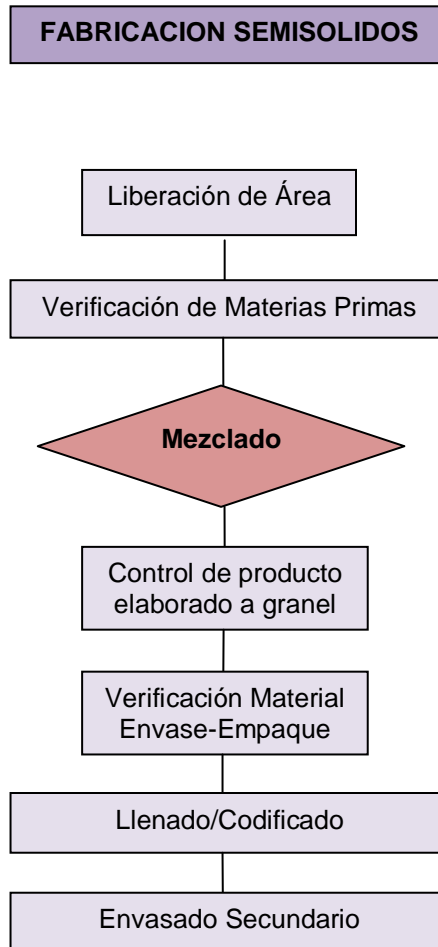 FABRICACION SEMISOLIDOS
Liberación de Área
Verificación de Materias Primas
Mezclado
Control de producto
elaborado a granel
Verificación Material
Envase-Empaque
Llenado/Codificado
Envasado Secundario